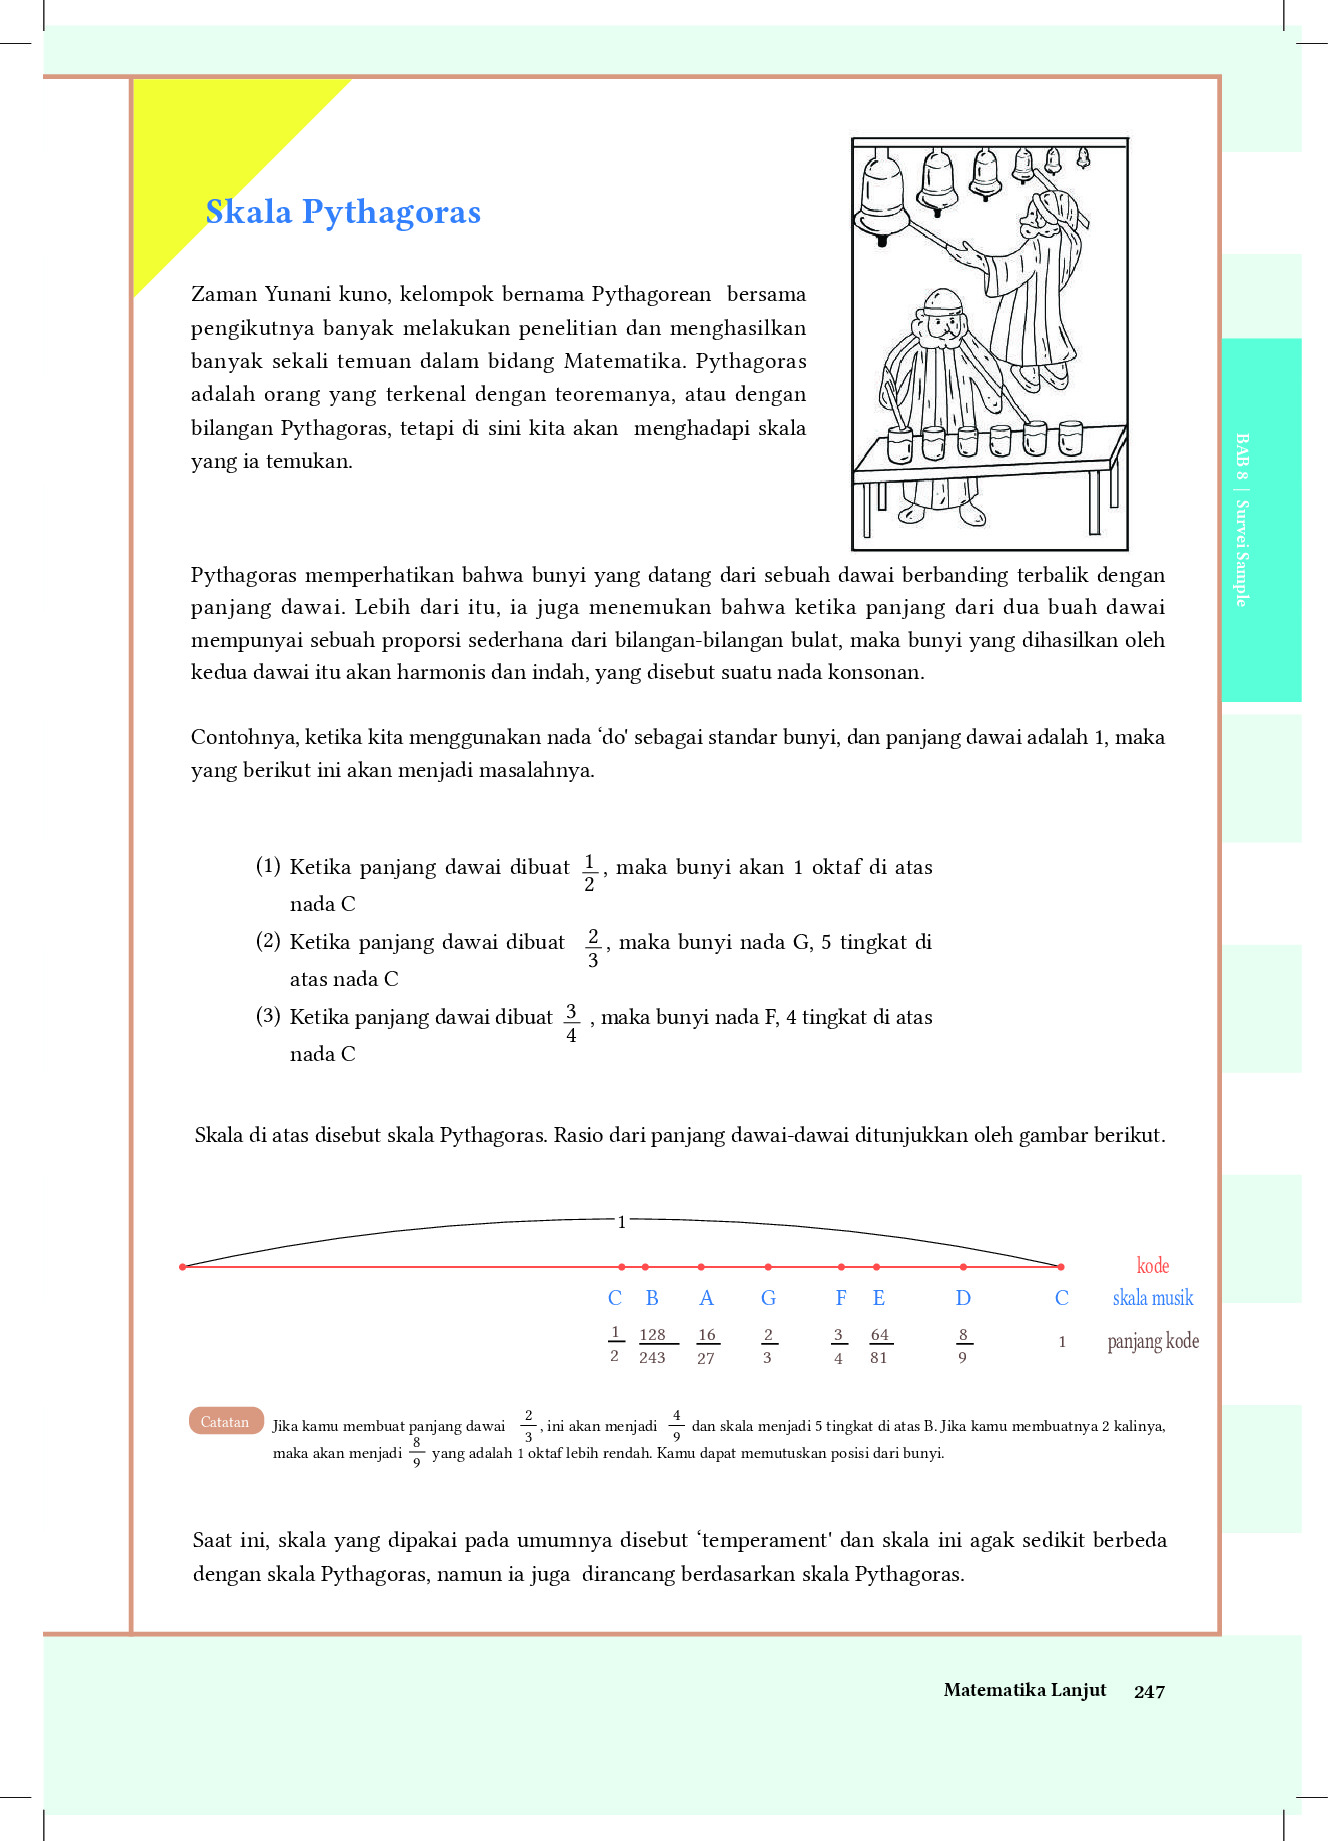 Skala Pythagoras
Zaman Yunani kuno, kelompok bernama Pythagorean bersama
pengikutnya banyak melakukan penelitian dan menghasilkan
banyak sekali temuan dalam bidang Matematika. Pythagoras
adalah orang yang terkenal dengan teoremanya, atau dengan
bilangan Pythagoras, tetapi di sini kita akan menghadapi skala
yang ia temukan.
BAB 8 | Survei Sample
Pythagoras memperhatikan bahwa bunyi yang datang dari sebuah dawai berbanding terbalik dengan
panjang dawai. Lebih dari itu, ia juga menemukan bahwa ketika panjang dari dua buah dawai
mempunyai sebuah proporsi sederhana dari bilangan-bilangan bulat, maka bunyi yang dihasilkan oleh
kedua dawai itu akan harmonis dan indah, yang disebut suatu nada konsonan.
Contohnya, ketika kita menggunakan nada ‘do' sebagai standar bunyi, dan panjang dawai adalah 1, maka
yang berikut ini akan menjadi masalahnya.
(1) Ketika panjang dawai dibuat 1/2, maka bunyi akan 1 oktaf di atas
nada C
(2) Ketika panjang dawai dibuat 2/3, maka bunyi nada G, 5 tingkat di
atas nada C
(3) Ketika panjang dawai dibuat 3/4 , maka bunyi nada F, 4 tingkat di atas
nada C
Skala di atas disebut skala Pythagoras. Rasio dari panjang dawai-dawai ditunjukkan oleh gambar berikut.
1
kode
C B A G F E D C skala musik
1/2 128/243 16/27 2/3 3/4 64/81 8/9 1 panjang kode
Catatan Jika kamu membuat panjang dawai 2/3, ini akan menjadi 4/9 dan skala menjadi 5 tingkat di atas B. Jika kamu membuatnya 2 kalinya,
maka akan menjadi 8/9 yang adalah 1 oktaf lebih rendah. Kamu dapat memutuskan posisi dari bunyi.
Saat ini, skala yang dipakai pada umumnya disebut ‘temperament' dan skala ini agak sedikit berbeda
dengan skala Pythagoras, namun ia juga dirancang berdasarkan skala Pythagoras.
Matematika Lanjut 247